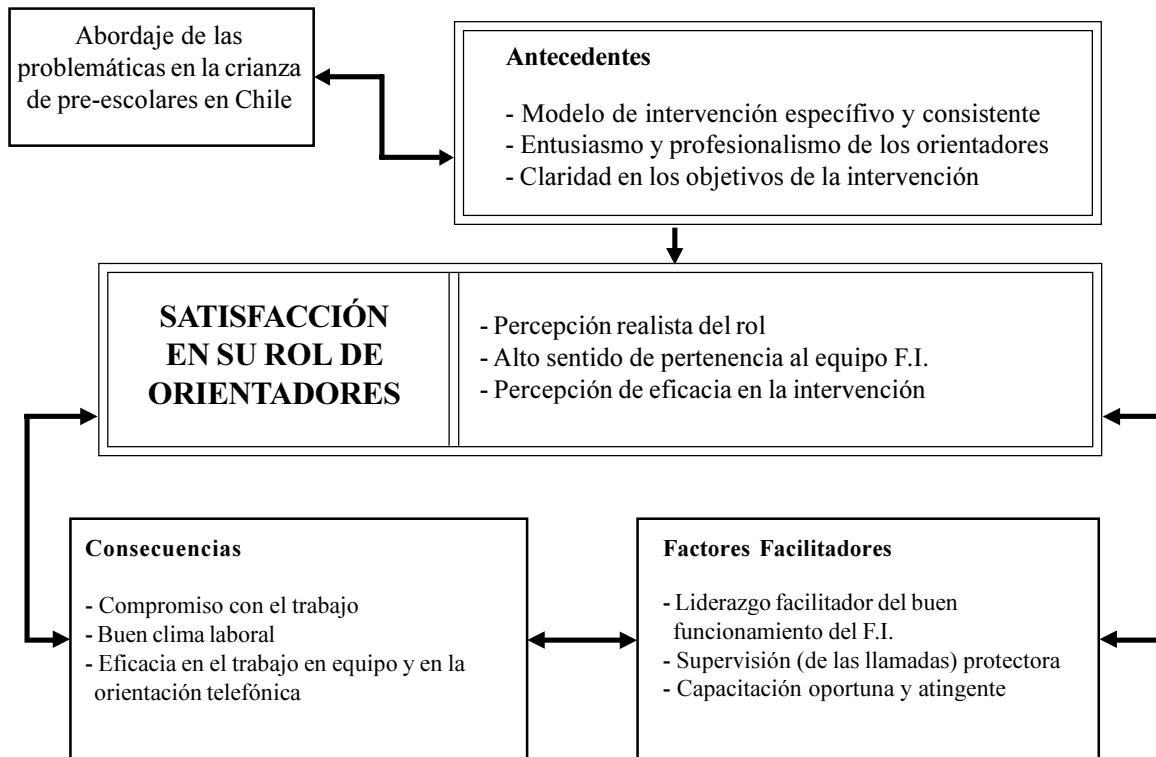 Abordaje de las
problemáticas en la crianza
de pre-escolares en Chile
Antecedentes
- Modelo de intervención específivo y consistente
- Entusiasmo y profesionalismo de los orientadores
- Claridad en los objetivos de la intervención
SATISFACCIÓN
EN SU ROL DE
ORIENTADORES
- Percepción realista del rol
- Alto sentido de pertenencia al equipo F.I.
- Percepción de eficacia en la intervención
Consecuencias
- Compromiso con el trabajo
- Buen clima laboral
- Eficacia en el trabajo en equipo y en la
orientación telefónica
Factores Facilitadores
- Liderazgo facilitador del buen
funcionamiento del F.I.
- Supervisión (de las llamadas) protectora
- Capacitación oportuna y atingente